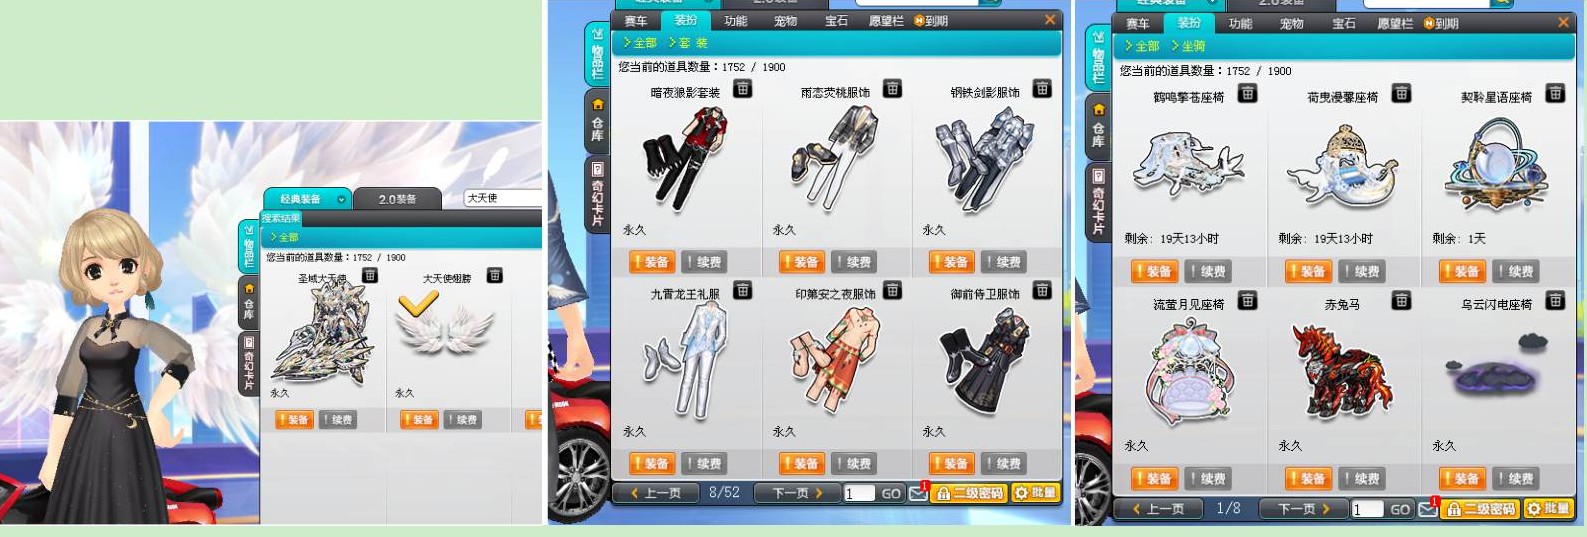 经典装备
2.0装备
大天使
搜索结果
全部
您当前的道具数量：1752 / 1900
圣域大天使
大天使翅膀
永久
永久
！装备
！续费
！装备
！续费
物品栏
仓库
奇幻卡片
赛车 装扮 功能 宠物 宝石 愿望栏 N到期
全部 套 装
您当前的道具数量：1752 / 1900
暗夜狼影套装
雨恋荧桃服饰
钢铁剑影服饰
永久
永久
永久
！装备 ！续费
！装备 ！续费
！装备 ！续费
九霄龙王礼服
印第安之夜服饰
御前侍卫服饰
永久
永久
永久
！装备 ！续费
！装备 ！续费
！装备 ！续费
上一页 8/52 下一页 1 GO 1 二级密码 批量
物品栏
仓库
奇幻卡片
赛车 装扮 功能 宠物 宝石 愿望栏 N到期
全部 坐骑
您当前的道具数量：1752 / 1900
鹤鸣擎苍座椅
荷曳漫馨座椅
契聆星语座椅
剩余：19天13小时
剩余：19天13小时
剩余：1天
！装备 ！续费
！装备 ！续费
！装备 ！续费
流萤月见座椅
赤兔马
乌云闪电座椅
永久
永久
永久
！装备 ！续费
！装备 ！续费
！装备 ！续费
上一页 1/8 下一页 1 GO 1 二级密码 批量
物品栏
仓库
奇幻卡片